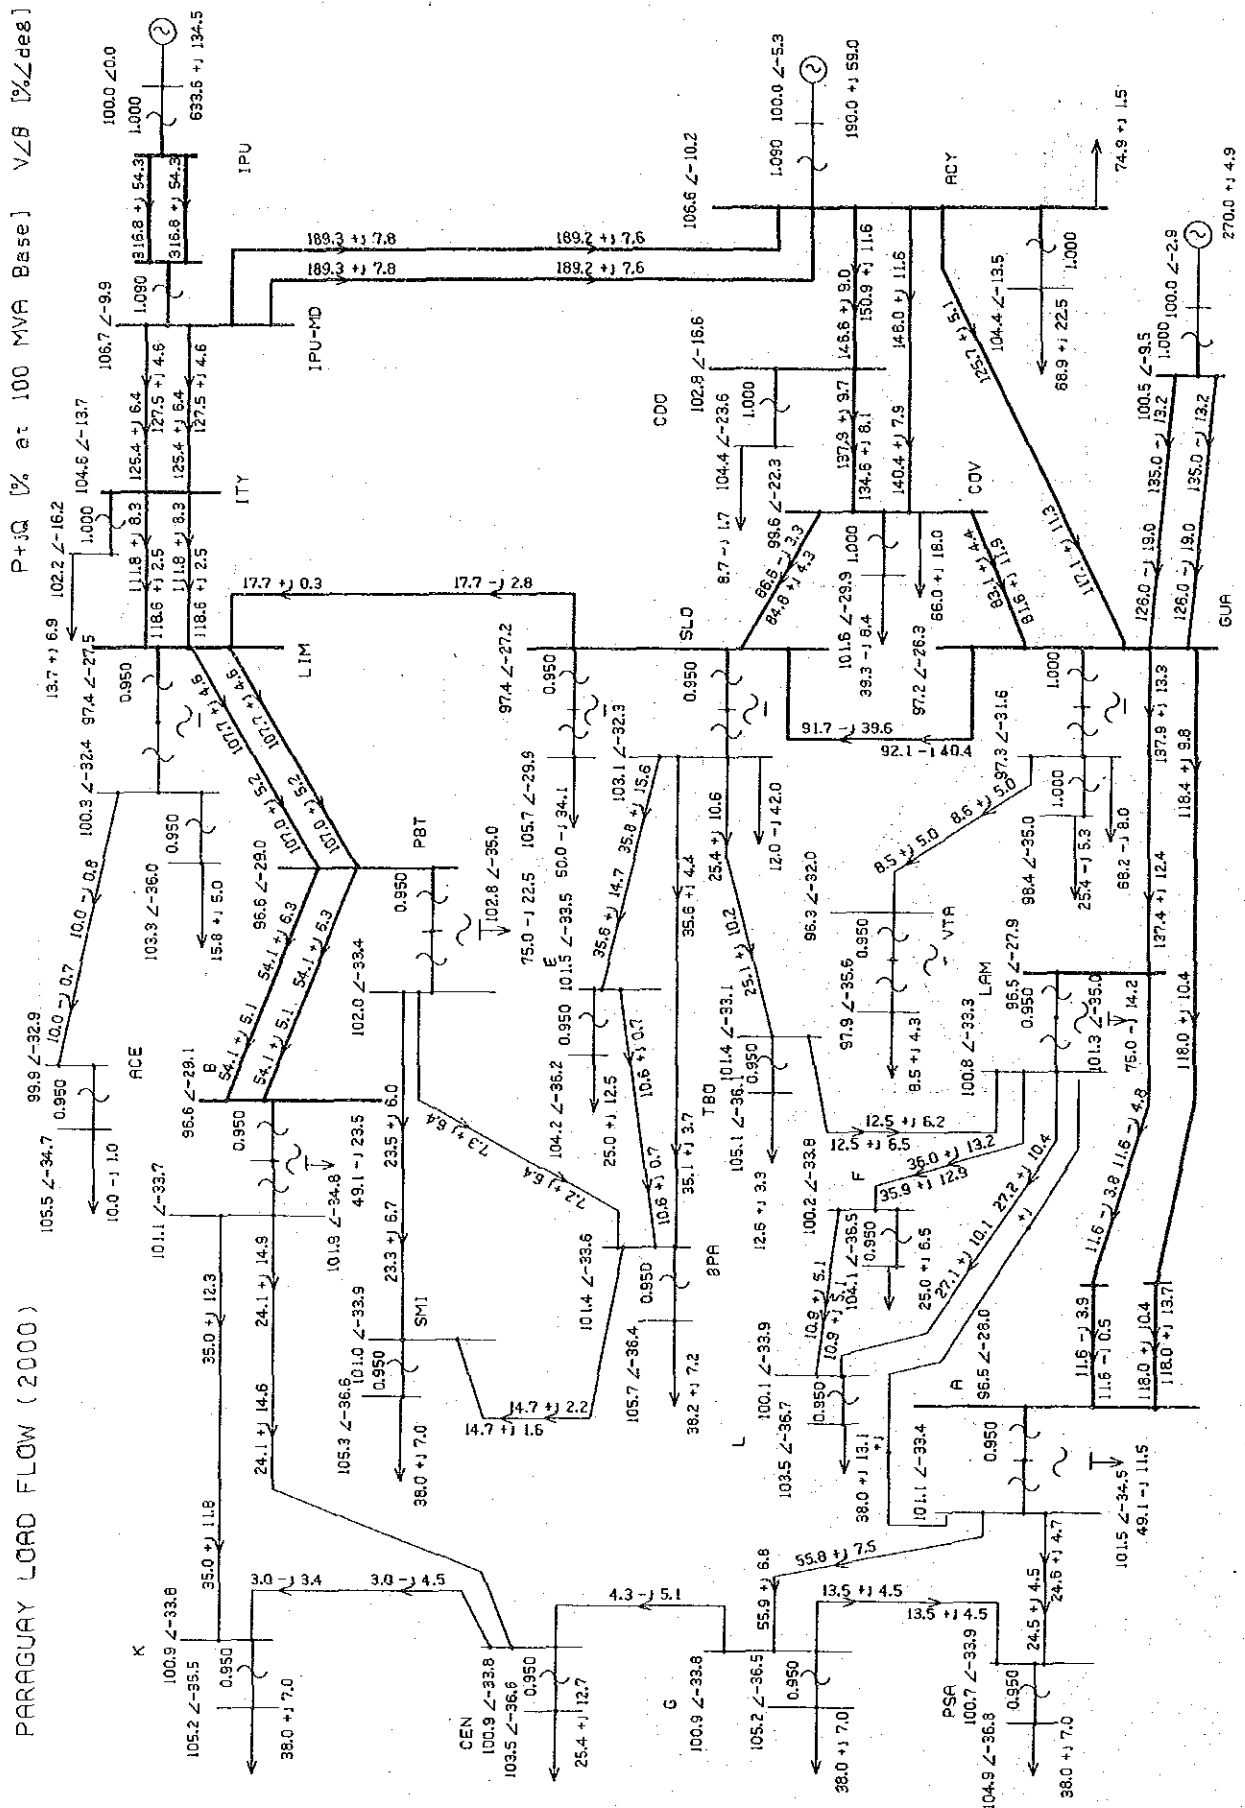 PARAGUAY LOAD FLOW (2000)
P+jQ [% at 100 MVA Base] V∠θ [%∠deg]
100.0 ∠0.0
1.000
633.6 +j 134.5
IPU
316.8 +j 54.3
316.8 +j 54.3
1.090
106.7 ∠-9.9
IPU-MD
189.3 +j 7.8
189.2 +j 7.6
189.3 +j 7.8
189.2 +j 7.6
127.5 +j 4.6
125.4 +j 6.4
127.5 +j 4.6
125.4 +j 6.4
104.6 ∠-13.7
ITY
1.000
102.2 ∠-16.2
13.7 +j 6.9
111.8 +j 8.3
118.6 +j 2.5
111.8 +j 8.3
118.6 +j 2.5
97.4 ∠-27.5
LIM
0.950
17.7 +j 0.3
17.7 -j 2.8
107.7 +j 4.6
107.0 +j 5.2
107.7 +j 4.6
107.0 +j 5.2
100.3 ∠-32.4
0.950
103.3 ∠-36.0
15.8 +j 5.0
10.0 -j 0.8
10.0 -j 0.7
99.9 ∠-32.9
ACE
0.950
105.5 ∠-34.7
10.0 -j 1.0
96.6 ∠-29.0
PBT
0.950
102.8 ∠-35.0
75.0 -j 22.5
102.0 ∠-33.4
54.1 +j 6.3
54.1 +j 5.1
54.1 +j 6.3
54.1 +j 5.1
96.6 ∠-29.1
B
0.950
49.1 -j 23.5
101.9 ∠-34.8
101.1 ∠-33.7
35.0 +j 12.3
35.0 +j 11.8
24.1 +j 14.9
24.1 +j 14.6
23.5 +j 6.0
23.3 +j 6.7
7.3 +j 6.4
7.2 +j 6.4
SMI
101.0 ∠-33.9
0.950
105.3 ∠-36.6
38.0 +j 7.0
14.7 +j 2.2
14.7 +j 1.6
K
100.9 ∠-33.8
0.950
105.2 ∠-35.5
38.0 +j 7.0
3.0 -j 3.4
3.0 -j 4.5
CEN
100.9 ∠-33.8
103.5 ∠-36.6
0.950
25.4 +j 12.7
4.3 -j 5.1
G
100.9 ∠-33.8
105.2 ∠-36.5
0.950
38.0 +j 7.0
55.9 +j 6.8
55.8 +j 7.5
13.5 +j 4.5
13.5 +j 4.5
PSA
100.7 ∠-33.9
0.950
104.9 ∠-36.8
38.0 +j 7.0
24.5 +j 4.5
24.6 +j 4.7
97.4 ∠-27.2
SLO
0.950
105.7 ∠-29.9
50.0 -j 34.1
0.950
103.1 ∠-32.3
12.0 -j 42.0
35.8 +j 15.6
35.8 +j 14.7
35.6 +j 4.4
35.1 +j 3.7
25.4 +j 10.6
25.1 +j 10.2
E
101.5 ∠-33.5
0.950
104.2 ∠-36.2
25.0 +j 12.5
10.6 +j 0.7
10.6 +j 0.7
BPA
101.4 ∠-33.6
0.950
105.7 ∠-36.4
38.2 +j 7.2
TBO
101.4 ∠-33.1
0.950
105.1 ∠-36.1
12.6 +j 3.3
12.5 +j 6.2
12.5 +j 6.5
F
100.2 ∠-33.8
0.950
104.1 ∠-36.5
25.0 +j 6.5
36.0 +j 13.2
35.9 +j 12.9
10.9 +j 5.1
10.9 +j 5.1
L
100.1 ∠-33.9
0.950
103.5 ∠-36.7
38.0 +j 13.1
27.2 +j 10.4
27.1 +j 10.1
+j
+j
A
96.5 ∠-28.0
0.950
101.1 ∠-33.4
101.5 ∠-34.5
49.1 -j 11.5
LAM
96.5 ∠-27.9
0.950
100.8 ∠-33.3
101.3 ∠-35.0
75.0 -j 14.2
VTA
96.3 ∠-32.0
0.950
97.9 ∠-35.6
8.5 +j 4.3
8.6 +j 5.0
8.5 +j 5.0
106.6 ∠-10.2
1.090
100.0 ∠-5.3
190.0 +j 59.0
ACY
74.9 +j 1.5
1.000
104.4 ∠-13.5
68.9 +j 22.5
150.9 +j 11.6
146.6 +j 9.0
146.0 +j 11.6
140.4 +j 7.9
125.7 +j 5.1
117.1 +j 11.3
CDO
102.8 ∠-16.6
1.000
104.4 ∠-23.6
8.7 -j 1.7
137.9 +j 9.7
134.6 +j 8.1
COV
99.6 ∠-22.3
1.000
101.6 ∠-29.9
39.3 -j 8.4
66.0 +j 18.0
86.6 -j 3.3
84.8 +j 4.3
83.1 +j 4.4
81.6 +j 11.9
GUA
97.2 ∠-26.3
1.000
97.3 ∠-31.6
1.000
98.4 ∠-35.0
25.4 -j 5.3
68.2 -j 8.0
91.7 -j 39.6
92.1 -j 40.4
100.0 ∠-2.9
270.0 +j 4.9
1.000
100.5 ∠-9.5
135.0 -j 13.2
126.0 -j 19.0
135.0 -j 13.2
126.0 -j 19.0
137.9 +j 13.3
137.4 +j 12.4
118.4 +j 9.8
118.0 +j 10.4
11.6 -j 4.8
11.6 -j 3.8
11.6 -j 3.9
11.6 -j 0.5
118.0 +j 10.4
118.0 +j 13.7